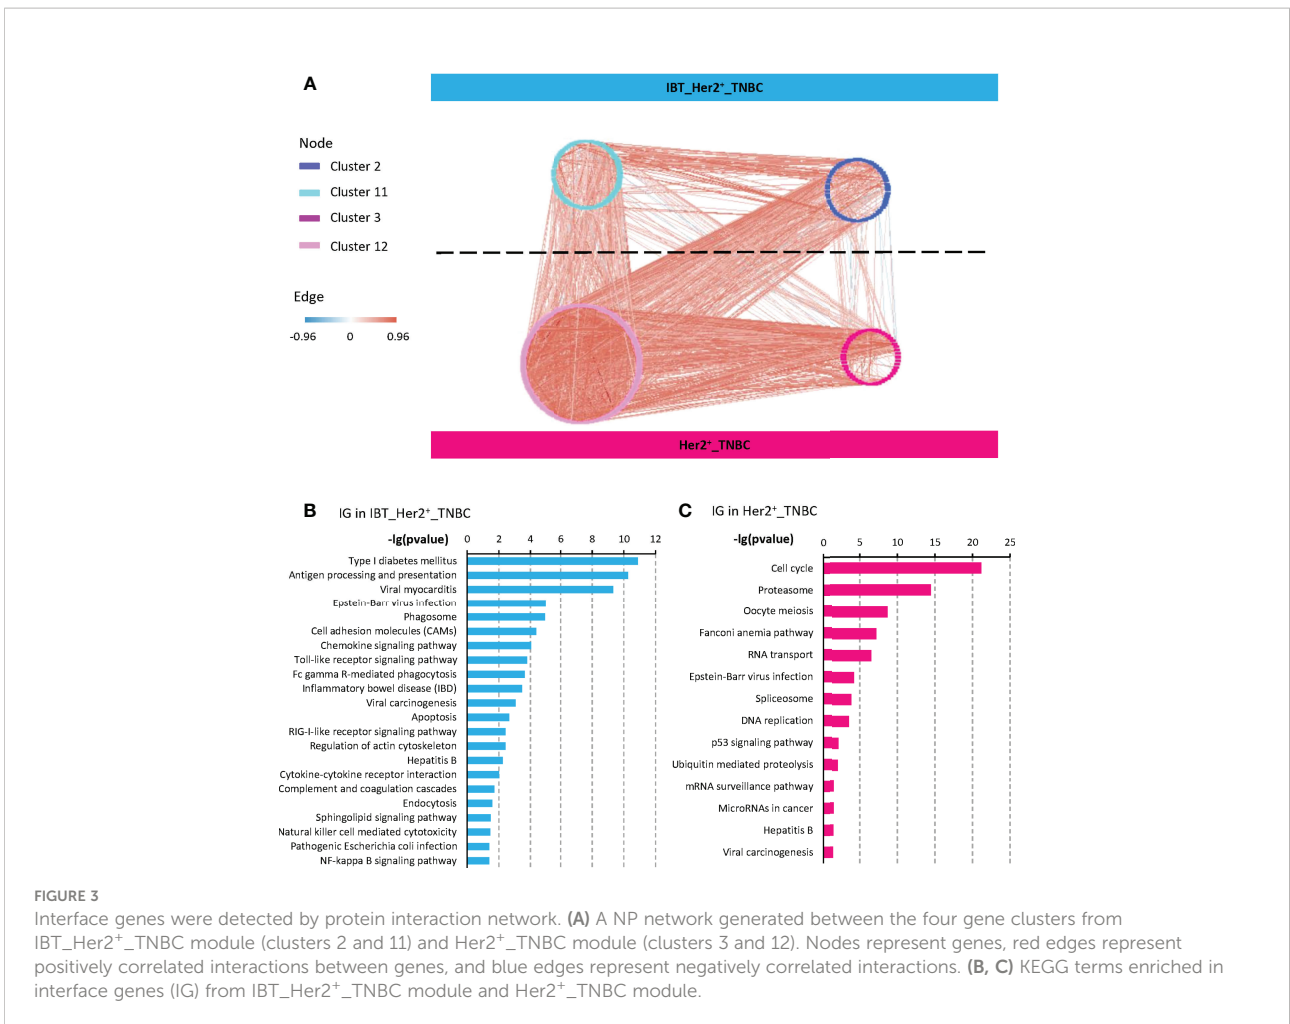 A
IBT_Her2⁺_TNBC
Node
Cluster 2
Cluster 11
Cluster 3
Cluster 12
Edge
-0.96 0 0.96
Her2⁺_TNBC
B IG in IBT_Her2⁺_TNBC
-lg(pvalue) 0 2 4 6 8 10 12
Type I diabetes mellitus
Antigen processing and presentation
Viral myocarditis
Epstein-Barr virus infection
Phagosome
Cell adhesion molecules (CAMs)
Chemokine signaling pathway
Toll-like receptor signaling pathway
Fc gamma R-mediated phagocytosis
Inflammatory bowel disease (IBD)
Viral carcinogenesis
Apoptosis
RIG-I-like receptor signaling pathway
Regulation of actin cytoskeleton
Hepatitis B
Cytokine-cytokine receptor interaction
Complement and coagulation cascades
Endocytosis
Sphingolipid signaling pathway
Natural killer cell mediated cytotoxicity
Pathogenic Escherichia coli infection
NF-kappa B signaling pathway
C IG in Her2⁺_TNBC
-lg(pvalue) 0 5 10 15 20 25
Cell cycle
Proteasome
Oocyte meiosis
Fanconi anemia pathway
RNA transport
Epstein-Barr virus infection
Spliceosome
DNA replication
p53 signaling pathway
Ubiquitin mediated proteolysis
mRNA surveillance pathway
MicroRNAs in cancer
Hepatitis B
Viral carcinogenesis
FIGURE 3
Interface genes were detected by protein interaction network. (A) A NP network generated between the four gene clusters from
IBT_Her2⁺_TNBC module (clusters 2 and 11) and Her2⁺_TNBC module (clusters 3 and 12). Nodes represent genes, red edges represent
positively correlated interactions between genes, and blue edges represent negatively correlated interactions. (B, C) KEGG terms enriched in
interface genes (IG) from IBT_Her2⁺_TNBC module and Her2⁺_TNBC module.